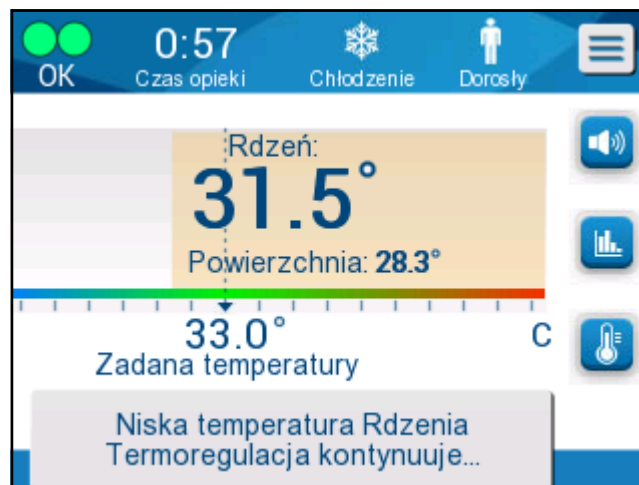 0:57
OK
Czas opieki
Chłodzenie
Dorosły
Rdzeń:
31.5°
Powierzchnia: 28.3°
33.0°
C
Zadana temperatury
Niska temperatura Rdzenia
Termoregulacja kontynuuje...